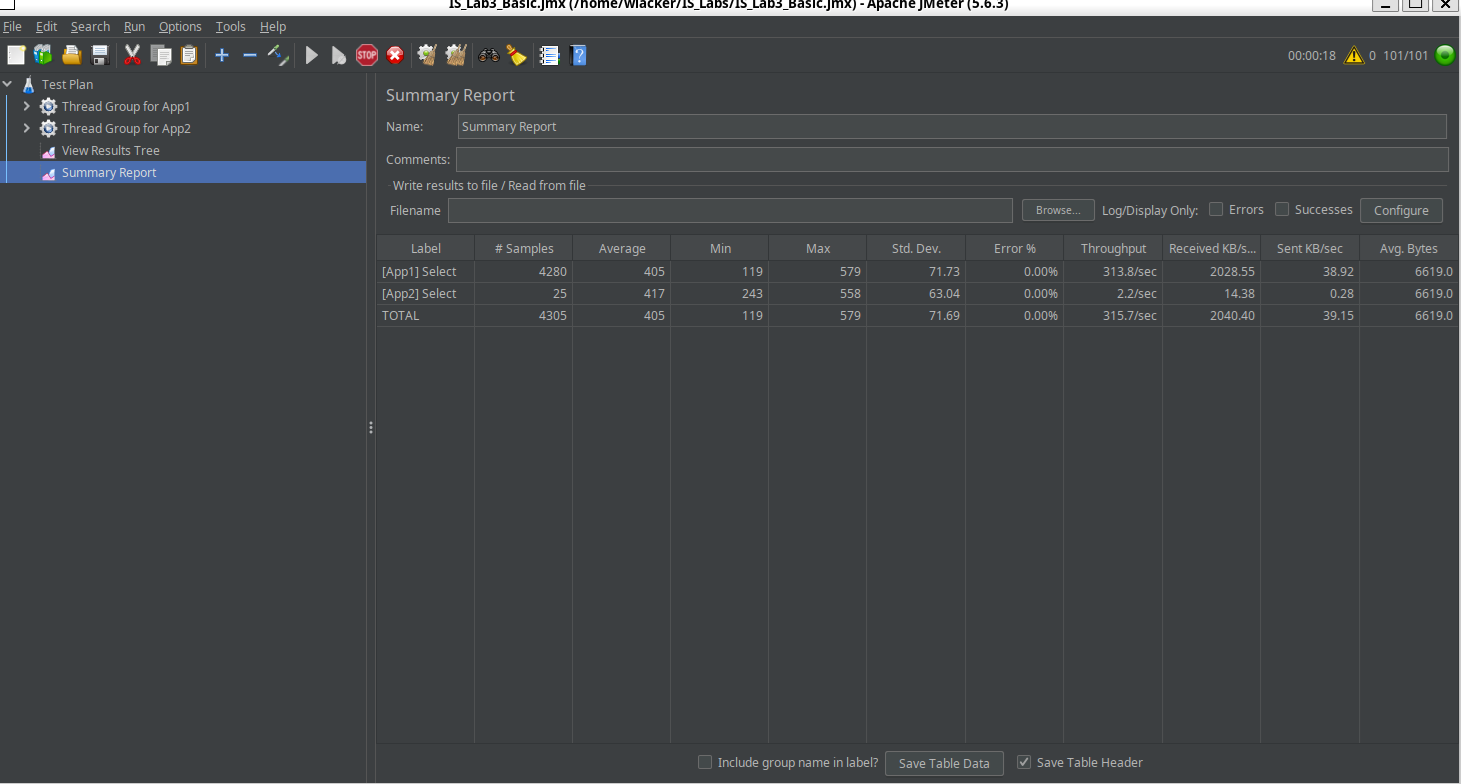 IS_Lab3_Basic.jmx (/home/wlacker/IS_Labs/IS_Lab3_Basic.jmx) - Apache JMeter (5.6.3)
File Edit Search Run Options Tools Help
STOP 00:00:18 0 101/101
Test Plan
Thread Group for App1
Thread Group for App2
View Results Tree
Summary Report
Summary Report
Name: Summary Report
Comments:
Write results to file / Read from file
Filename Browse... Log/Display Only: Errors Successes Configure
Label # Samples Average Min Max Std. Dev. Error % Throughput Received KB/s... Sent KB/sec Avg. Bytes
[App1] Select 4280 405 119 579 71.73 0.00% 313.8/sec 2028.55 38.92 6619.0
[App2] Select 25 417 243 558 63.04 0.00% 2.2/sec 14.38 0.28 6619.0
TOTAL 4305 405 119 579 71.69 0.00% 315.7/sec 2040.40 39.15 6619.0
Include group name in label? Save Table Data Save Table Header